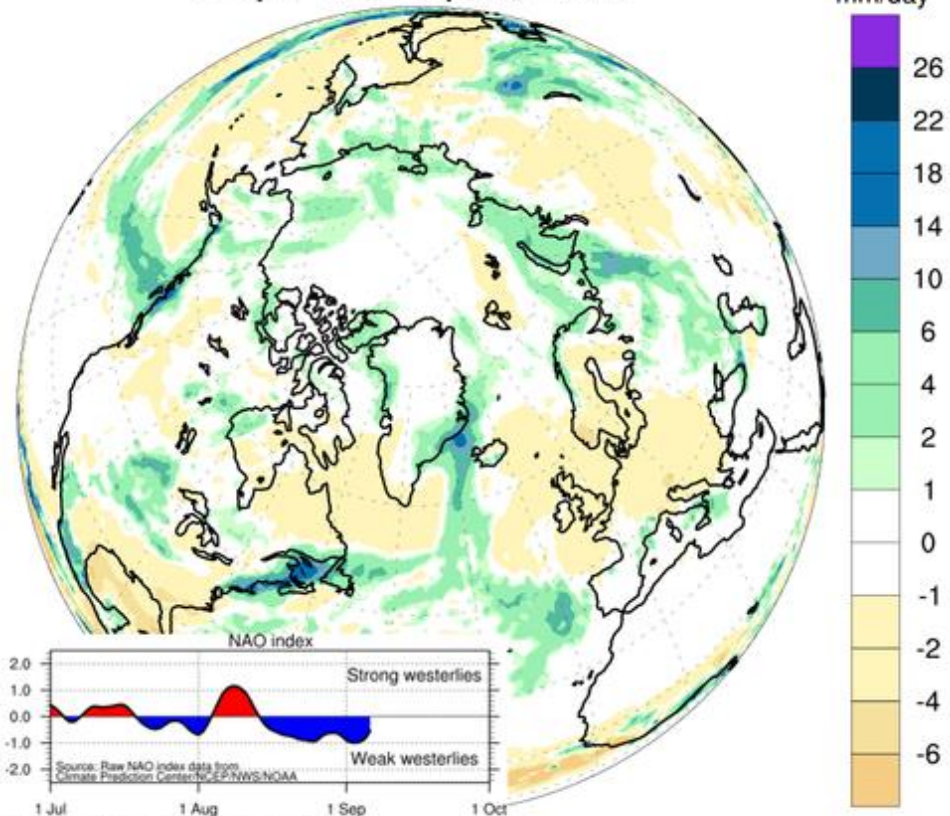 mm/day
26
22
18
14
10
6
4
2
1
0
-1
-2
-4
-6
NAO index
2.0
1.0
0.0
-1.0
-2.0
Strong westerlies
Weak westerlies
Source: Raw NAO index data from
Climate Prediction Center/NCEP/NWS/NOAA
1 Jul
1 Aug
1 Sep
1 Oct